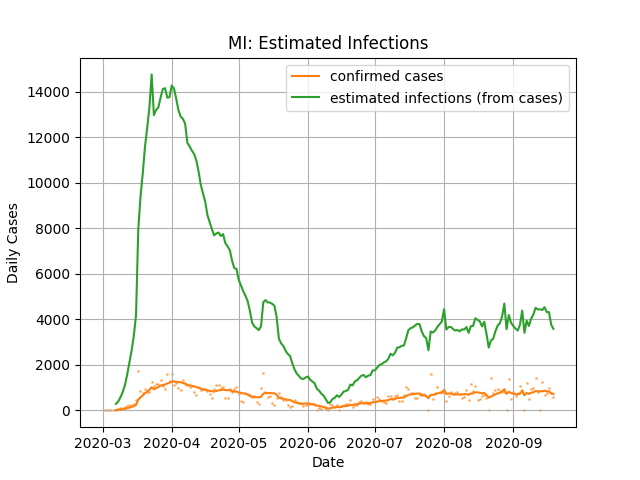 MI: Estimated Infections
confirmed cases
estimated infections (from cases)
Daily Cases
14000
12000
10000
8000
6000
4000
2000
0
2020-03 2020-04 2020-05 2020-06 2020-07 2020-08 2020-09
Date